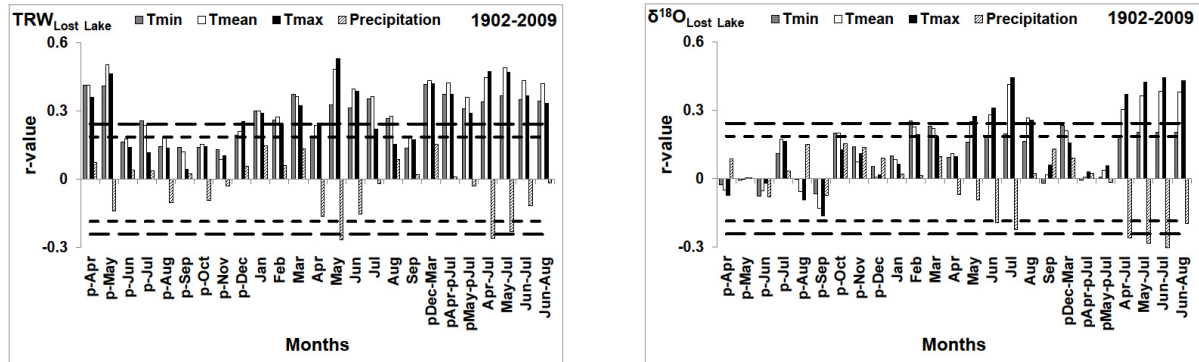 TRW Lost Lake Tmin Tmean Tmax Precipitation 1902-2009
0.6
0.3
0
-0.3
r-value
p-Apr p-May p-Jun p-Jul p-Aug p-Sep p-Oct p-Nov p-Dec Jan Feb Mar Apr May Jun Jul Aug Sep pDec-Mar pApr-pJul pMay-pJul Apr-Jul May-Jul Jun-Jul Jun-Aug
Months
δ18O Lost Lake Tmin Tmean Tmax Precipitation 1902-2009
0.6
0.3
0
-0.3
r-value
p-Apr p-May p-Jun p-Jul p-Aug p-Sep p-Oct p-Nov p-Dec Jan Feb Mar Apr May Jun Jul Aug Sep pDec-Mar pApr-pJul pMay-pJul Apr-Jul May-Jul Jun-Jul Jun-Aug
Months